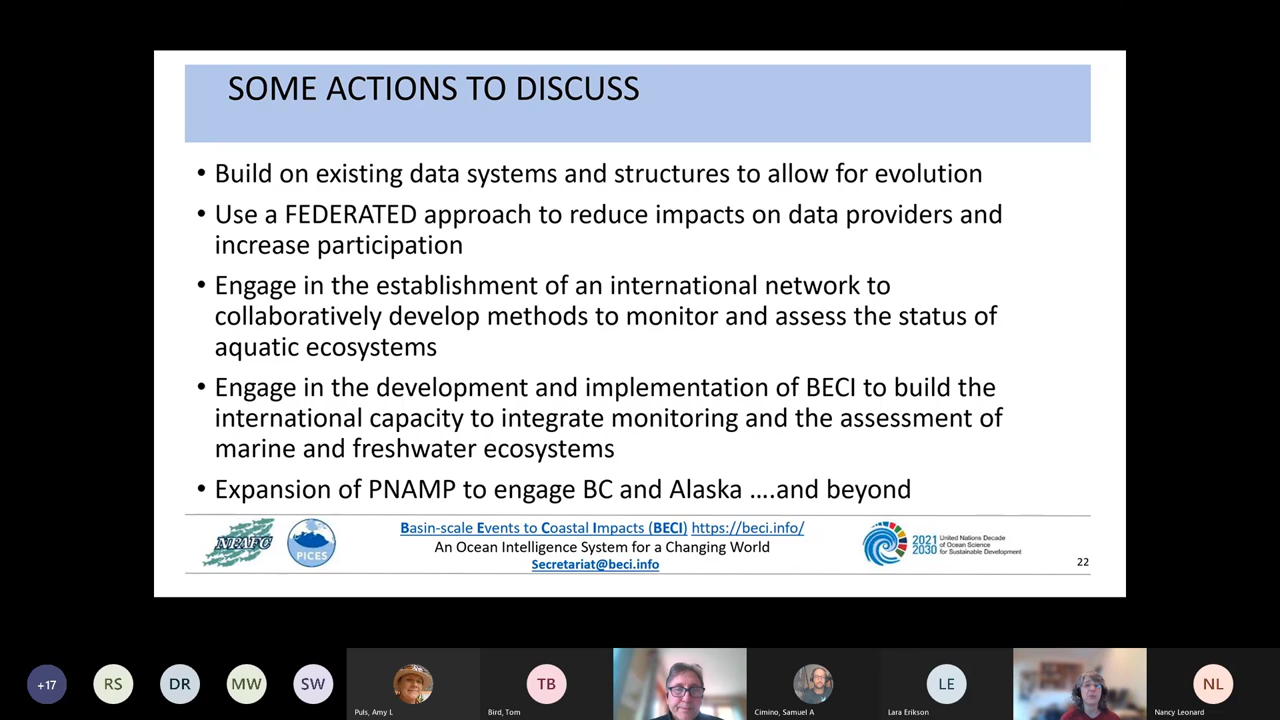 SOME ACTIONS TO DISCUSS
• Build on existing data systems and structures to allow for evolution
• Use a FEDERATED approach to reduce impacts on data providers and
increase participation
• Engage in the establishment of an international network to
collaboratively develop methods to monitor and assess the status of
aquatic ecosystems
• Engage in the development and implementation of BECI to build the
international capacity to integrate monitoring and the assessment of
marine and freshwater ecosystems
• Expansion of PNAMP to engage BC and Alaska ….and beyond
NPAFC
PICES
Basin-scale Events to Coastal Impacts (BECI) https://beci.info/
An Ocean Intelligence System for a Changing World
Secretariat@beci.info
2021
2030
United Nations Decade
of Ocean Science
for Sustainable Development
22
+17
RS
DR
MW
SW
Puls, Amy L
TB
Bird, Tom
Cimino, Samuel A
LE
Lara Erikson
NL
Nancy Leonard